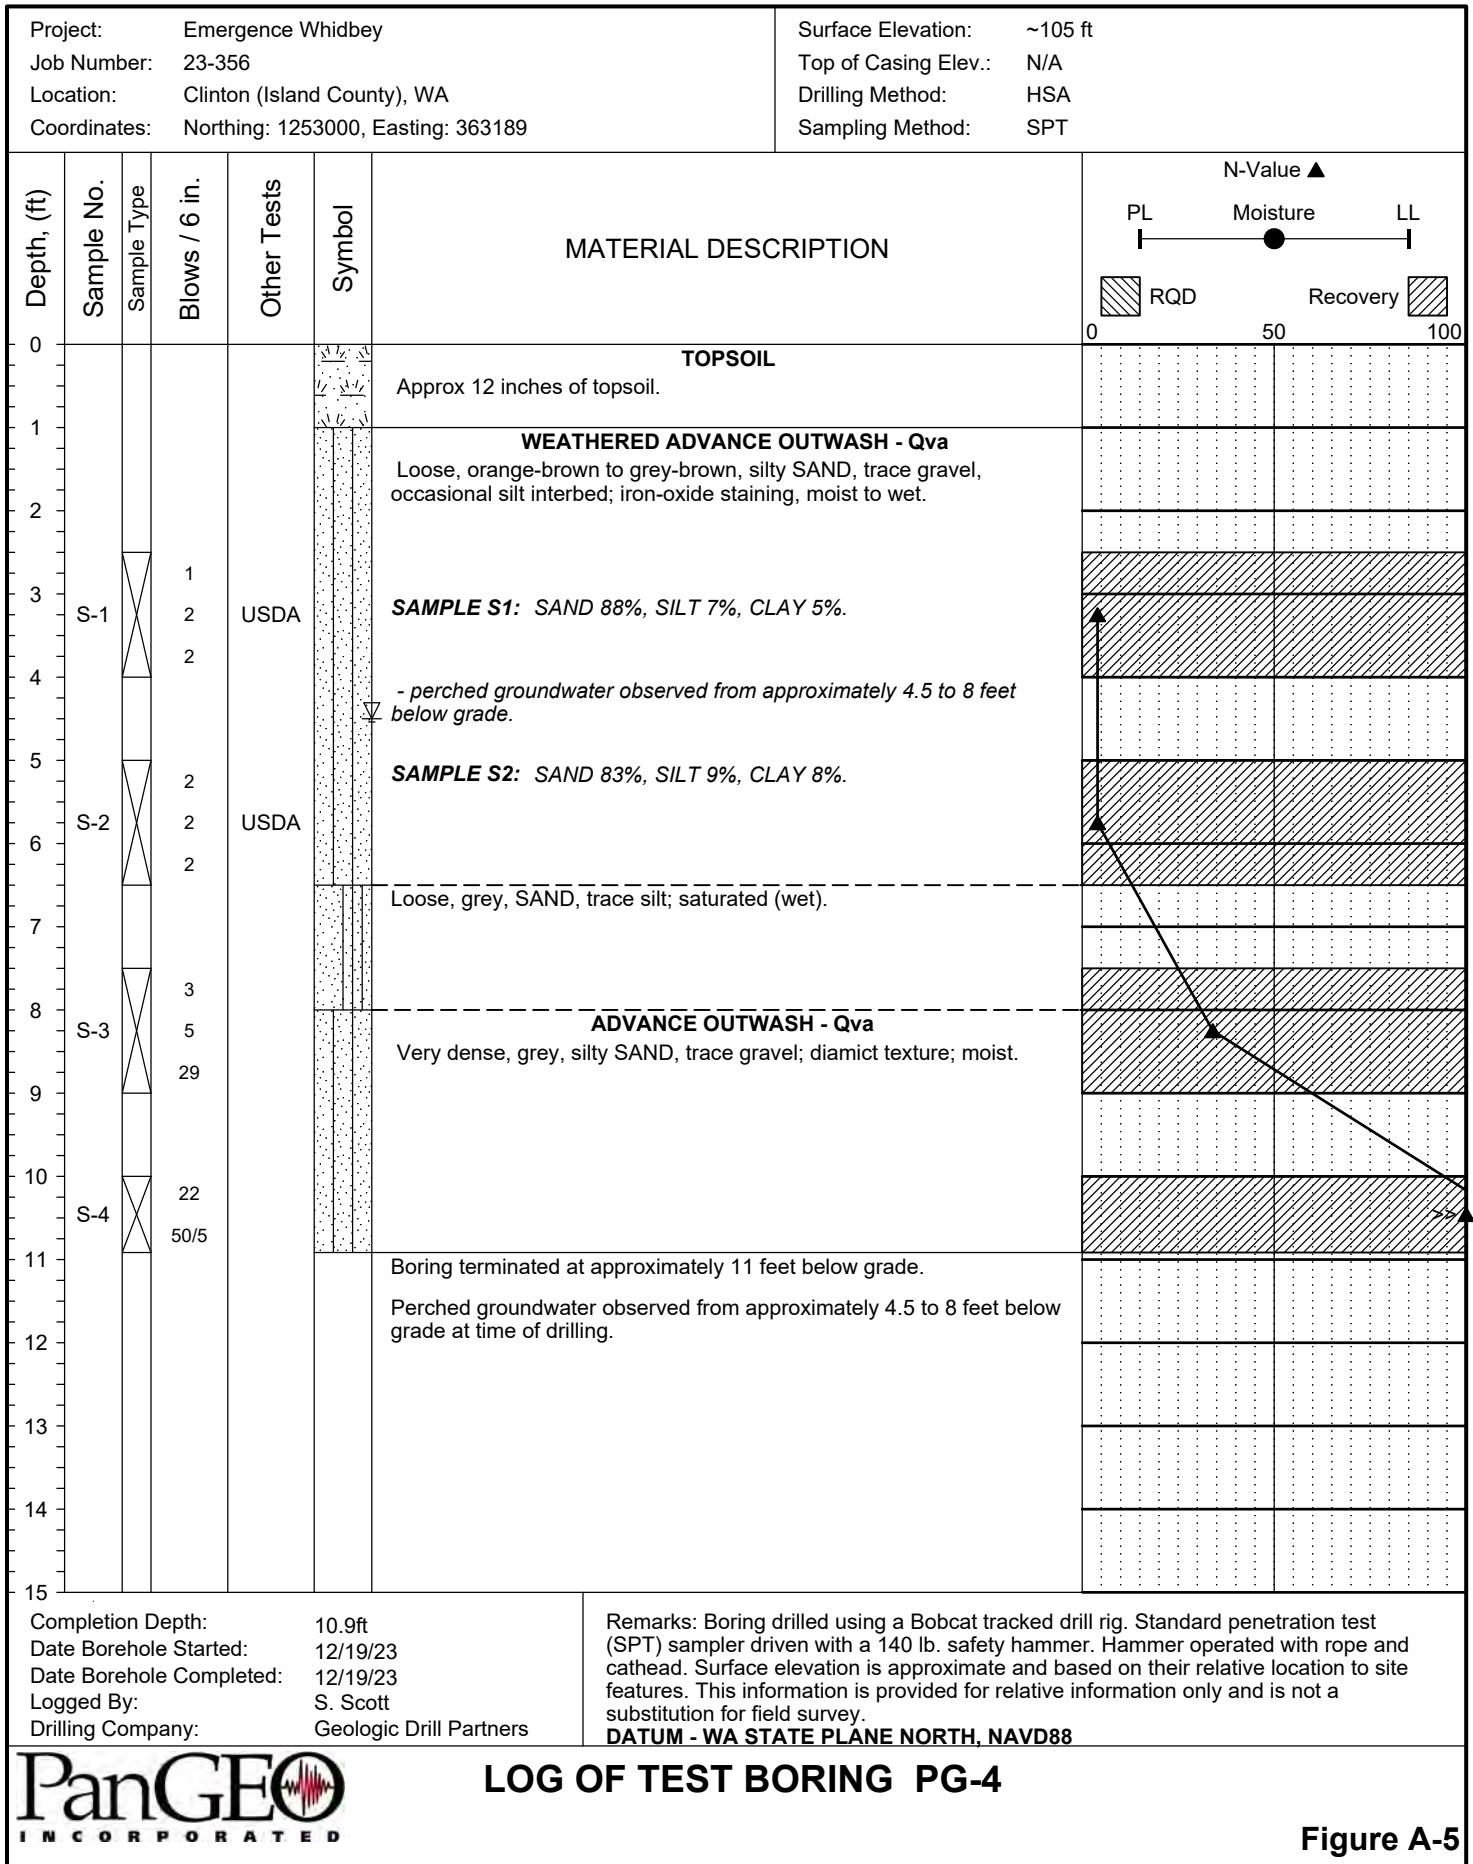 Project: Emergence Whidbey
Job Number: 23-356
Location: Clinton (Island County), WA
Coordinates: Northing: 1253000, Easting: 363189
Surface Elevation: ~105 ft
Top of Casing Elev.: N/A
Drilling Method: HSA
Sampling Method: SPT
Depth, (ft)
Sample No.
Sample Type
Blows / 6 in.
Other Tests
Symbol
MATERIAL DESCRIPTION
N-Value ▲
PL Moisture LL
RQD Recovery
0 50 100
0
TOPSOIL
Approx 12 inches of topsoil.
1
WEATHERED ADVANCE OUTWASH - Qva
Loose, orange-brown to grey-brown, silty SAND, trace gravel,
occasional silt interbed; iron-oxide staining, moist to wet.
2
1
3
S-1 2 USDA SAMPLE S1: SAND 88%, SILT 7%, CLAY 5%.
2
4
- perched groundwater observed from approximately 4.5 to 8 feet
below grade.
5
2 SAMPLE S2: SAND 83%, SILT 9%, CLAY 8%.
S-2 2 USDA
6
2
Loose, grey, SAND, trace silt; saturated (wet).
7
3
8
ADVANCE OUTWASH - Qva
S-3 5
Very dense, grey, silty SAND, trace gravel; diamict texture; moist.
29
9
10
22
S-4 >>
50/5
11
Boring terminated at approximately 11 feet below grade.
Perched groundwater observed from approximately 4.5 to 8 feet below
grade at time of drilling.
12
13
14
15
Completion Depth: 10.9ft
Date Borehole Started: 12/19/23
Date Borehole Completed: 12/19/23
Logged By: S. Scott
Drilling Company: Geologic Drill Partners
Remarks: Boring drilled using a Bobcat tracked drill rig. Standard penetration test
(SPT) sampler driven with a 140 lb. safety hammer. Hammer operated with rope and
cathead. Surface elevation is approximate and based on their relative location to site
features. This information is provided for relative information only and is not a
substitution for field survey.
DATUM - WA STATE PLANE NORTH, NAVD88
PanGEO
INCORPORATED
LOG OF TEST BORING PG-4
Figure A-5